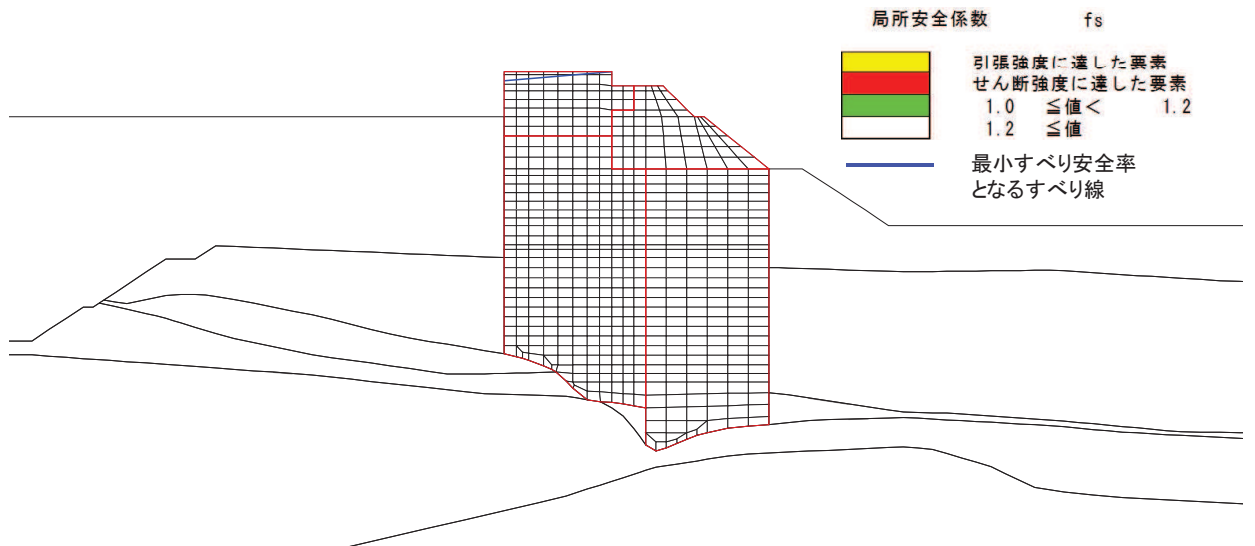 局所安全係数 fs
引張強度に達した要素
せん断強度に達した要素
1.0 ≦値< 1.2
1.2 ≦値
最小すべり安全率
となるすべり線